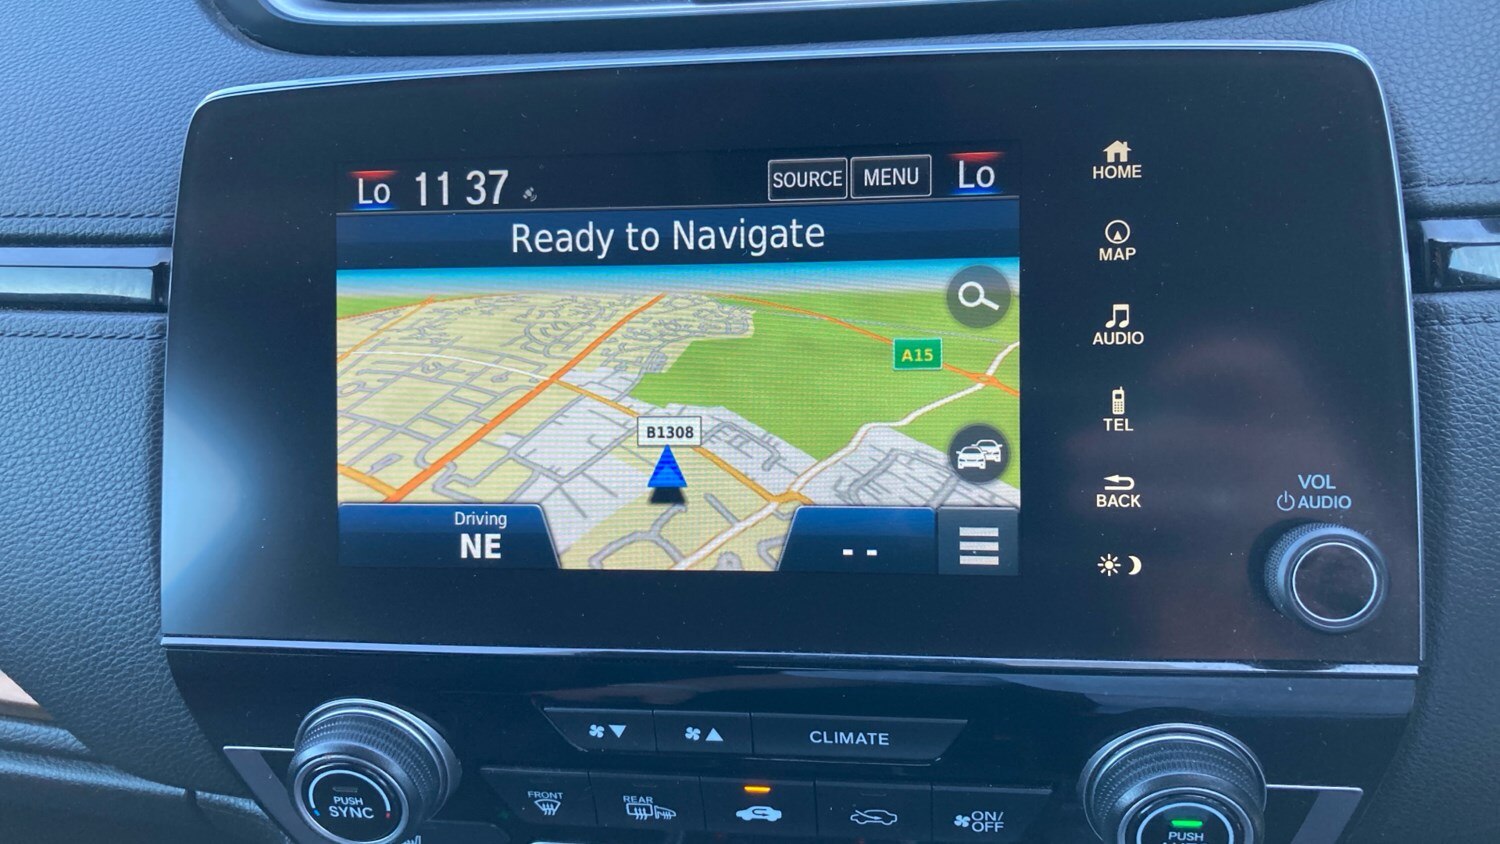 Lo 11 37 SOURCE MENU Lo
Ready to Navigate
A15
B1308
Driving
NE
--
HOME
MAP
AUDIO
TEL
BACK
VOL
AUDIO
CLIMATE
PUSH
SYNC
FRONT
REAR
ON/
OFF
PUSH